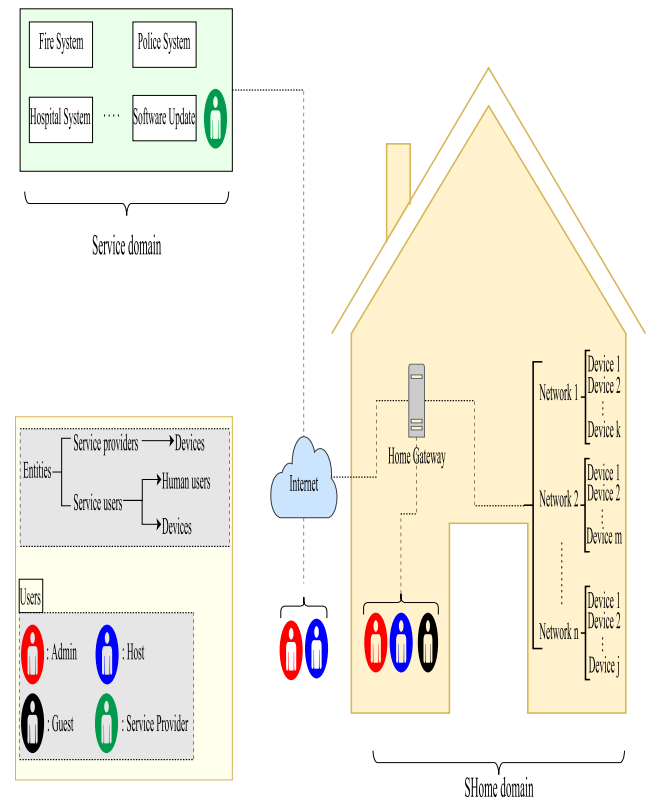 Fire System
Police System
Hospital System
....
Software Update
Service domain
Device 1
Device 2
Network 1
Device k
Home Gateway
Internet
Device 1
Network 2
Device 2
Device m
Device 1
Device 2
Network n
Device j
SHome domain
Service providers
Devices
Entities
Human users
Service users
Devices
Users
: Admin
: Host
: Guest
: Service Provider